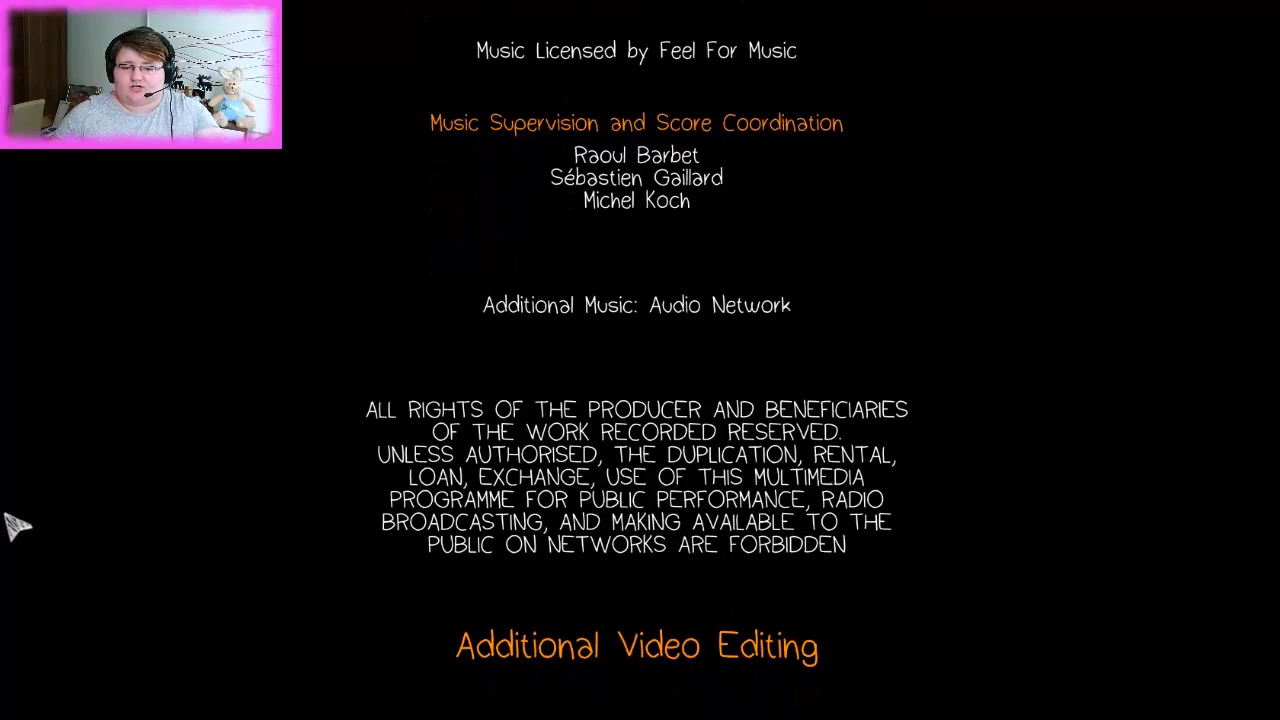 Music Licensed by Feel For Music
Music Supervision and Score Coordination
Raoul Barbet
Sébastien Gaillard
Michel Koch
Additional Music: Audio Network
ALL RIGHTS OF THE PRODUCER AND BENEFICIARIES
OF THE WORK RECORDED RESERVED.
UNLESS AUTHORISED, THE DUPLICATION, RENTAL,
LOAN, EXCHANGE, USE OF THIS MULTIMEDIA
PROGRAMME FOR PUBLIC PERFORMANCE, RADIO
BROADCASTING, AND MAKING AVAILABLE TO THE
PUBLIC ON NETWORKS ARE FORBIDDEN
Additional Video Editing